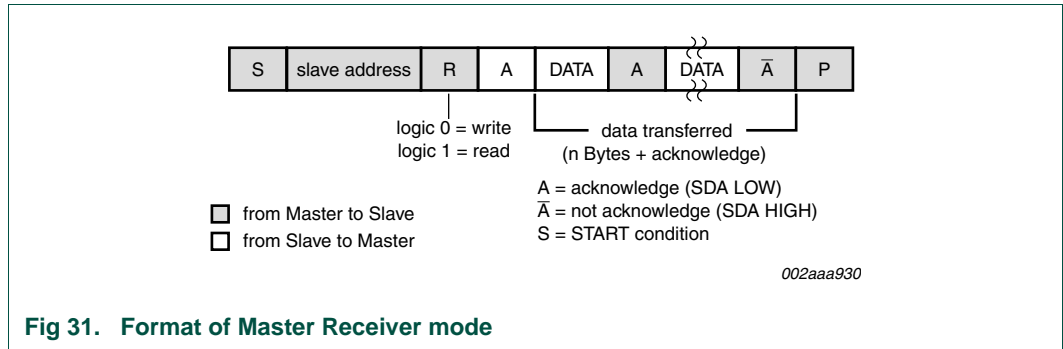 S slave address R A DATA A DATA A̅ P
logic 0 = write
logic 1 = read
data transferred
(n Bytes + acknowledge)
A = acknowledge (SDA LOW)
A̅ = not acknowledge (SDA HIGH)
S = START condition
from Master to Slave
from Slave to Master
002aaa930
Fig 31. Format of Master Receiver mode